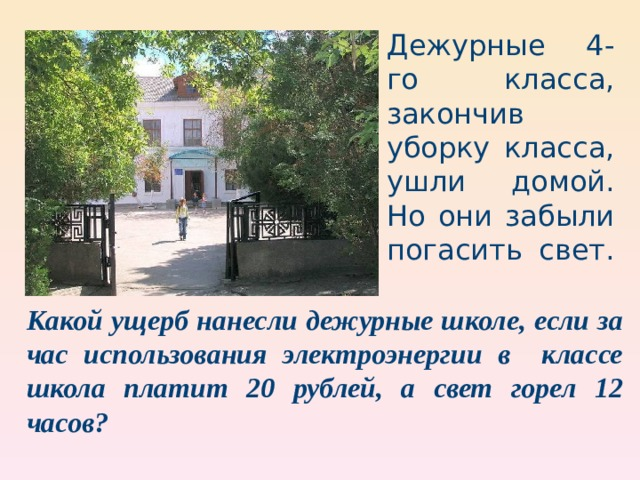 Дежурные 4-
го класса,
закончив
уборку класса,
ушли домой.
Но они забыли
погасить свет.
Какой ущерб нанесли дежурные школе, если за
час использования электроэнергии в классе
школа платит 20 рублей, а свет горел 12
часов?